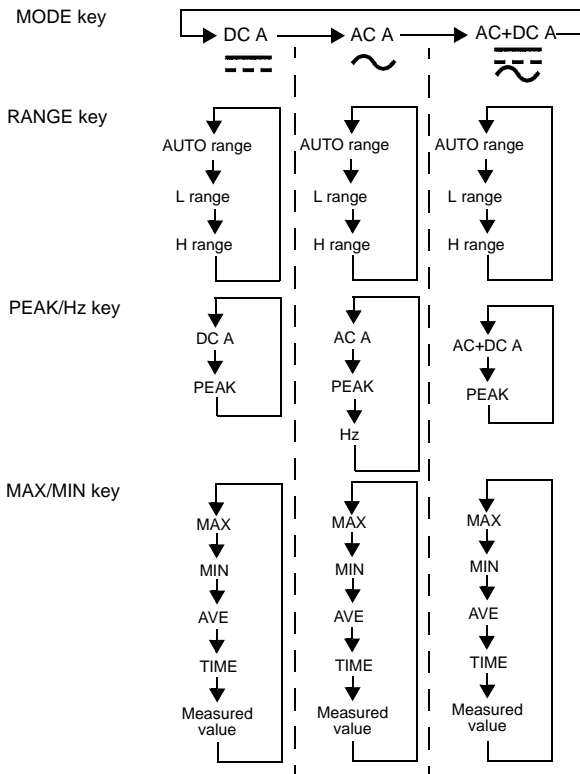 MODE key
DC A
AC A
AC+DC A
RANGE key
AUTO range
AUTO range
AUTO range
L range
L range
L range
H range
H range
H range
PEAK/Hz key
DC A
AC A
AC+DC A
PEAK
PEAK
PEAK
Hz
MAX/MIN key
MAX
MAX
MAX
MIN
MIN
MIN
AVE
AVE
AVE
TIME
TIME
TIME
Measured
value
Measured
value
Measured
value